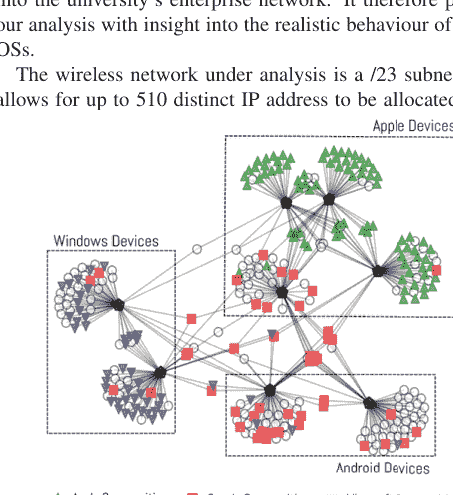 into the university's enterprise network. It therefore p
our analysis with insight into the realistic behaviour of
OSs.
The wireless network under analysis is a /23 subne
allows for up to 510 distinct IP address to be allocated
Apple Devices
Windows Devices
Android Devices